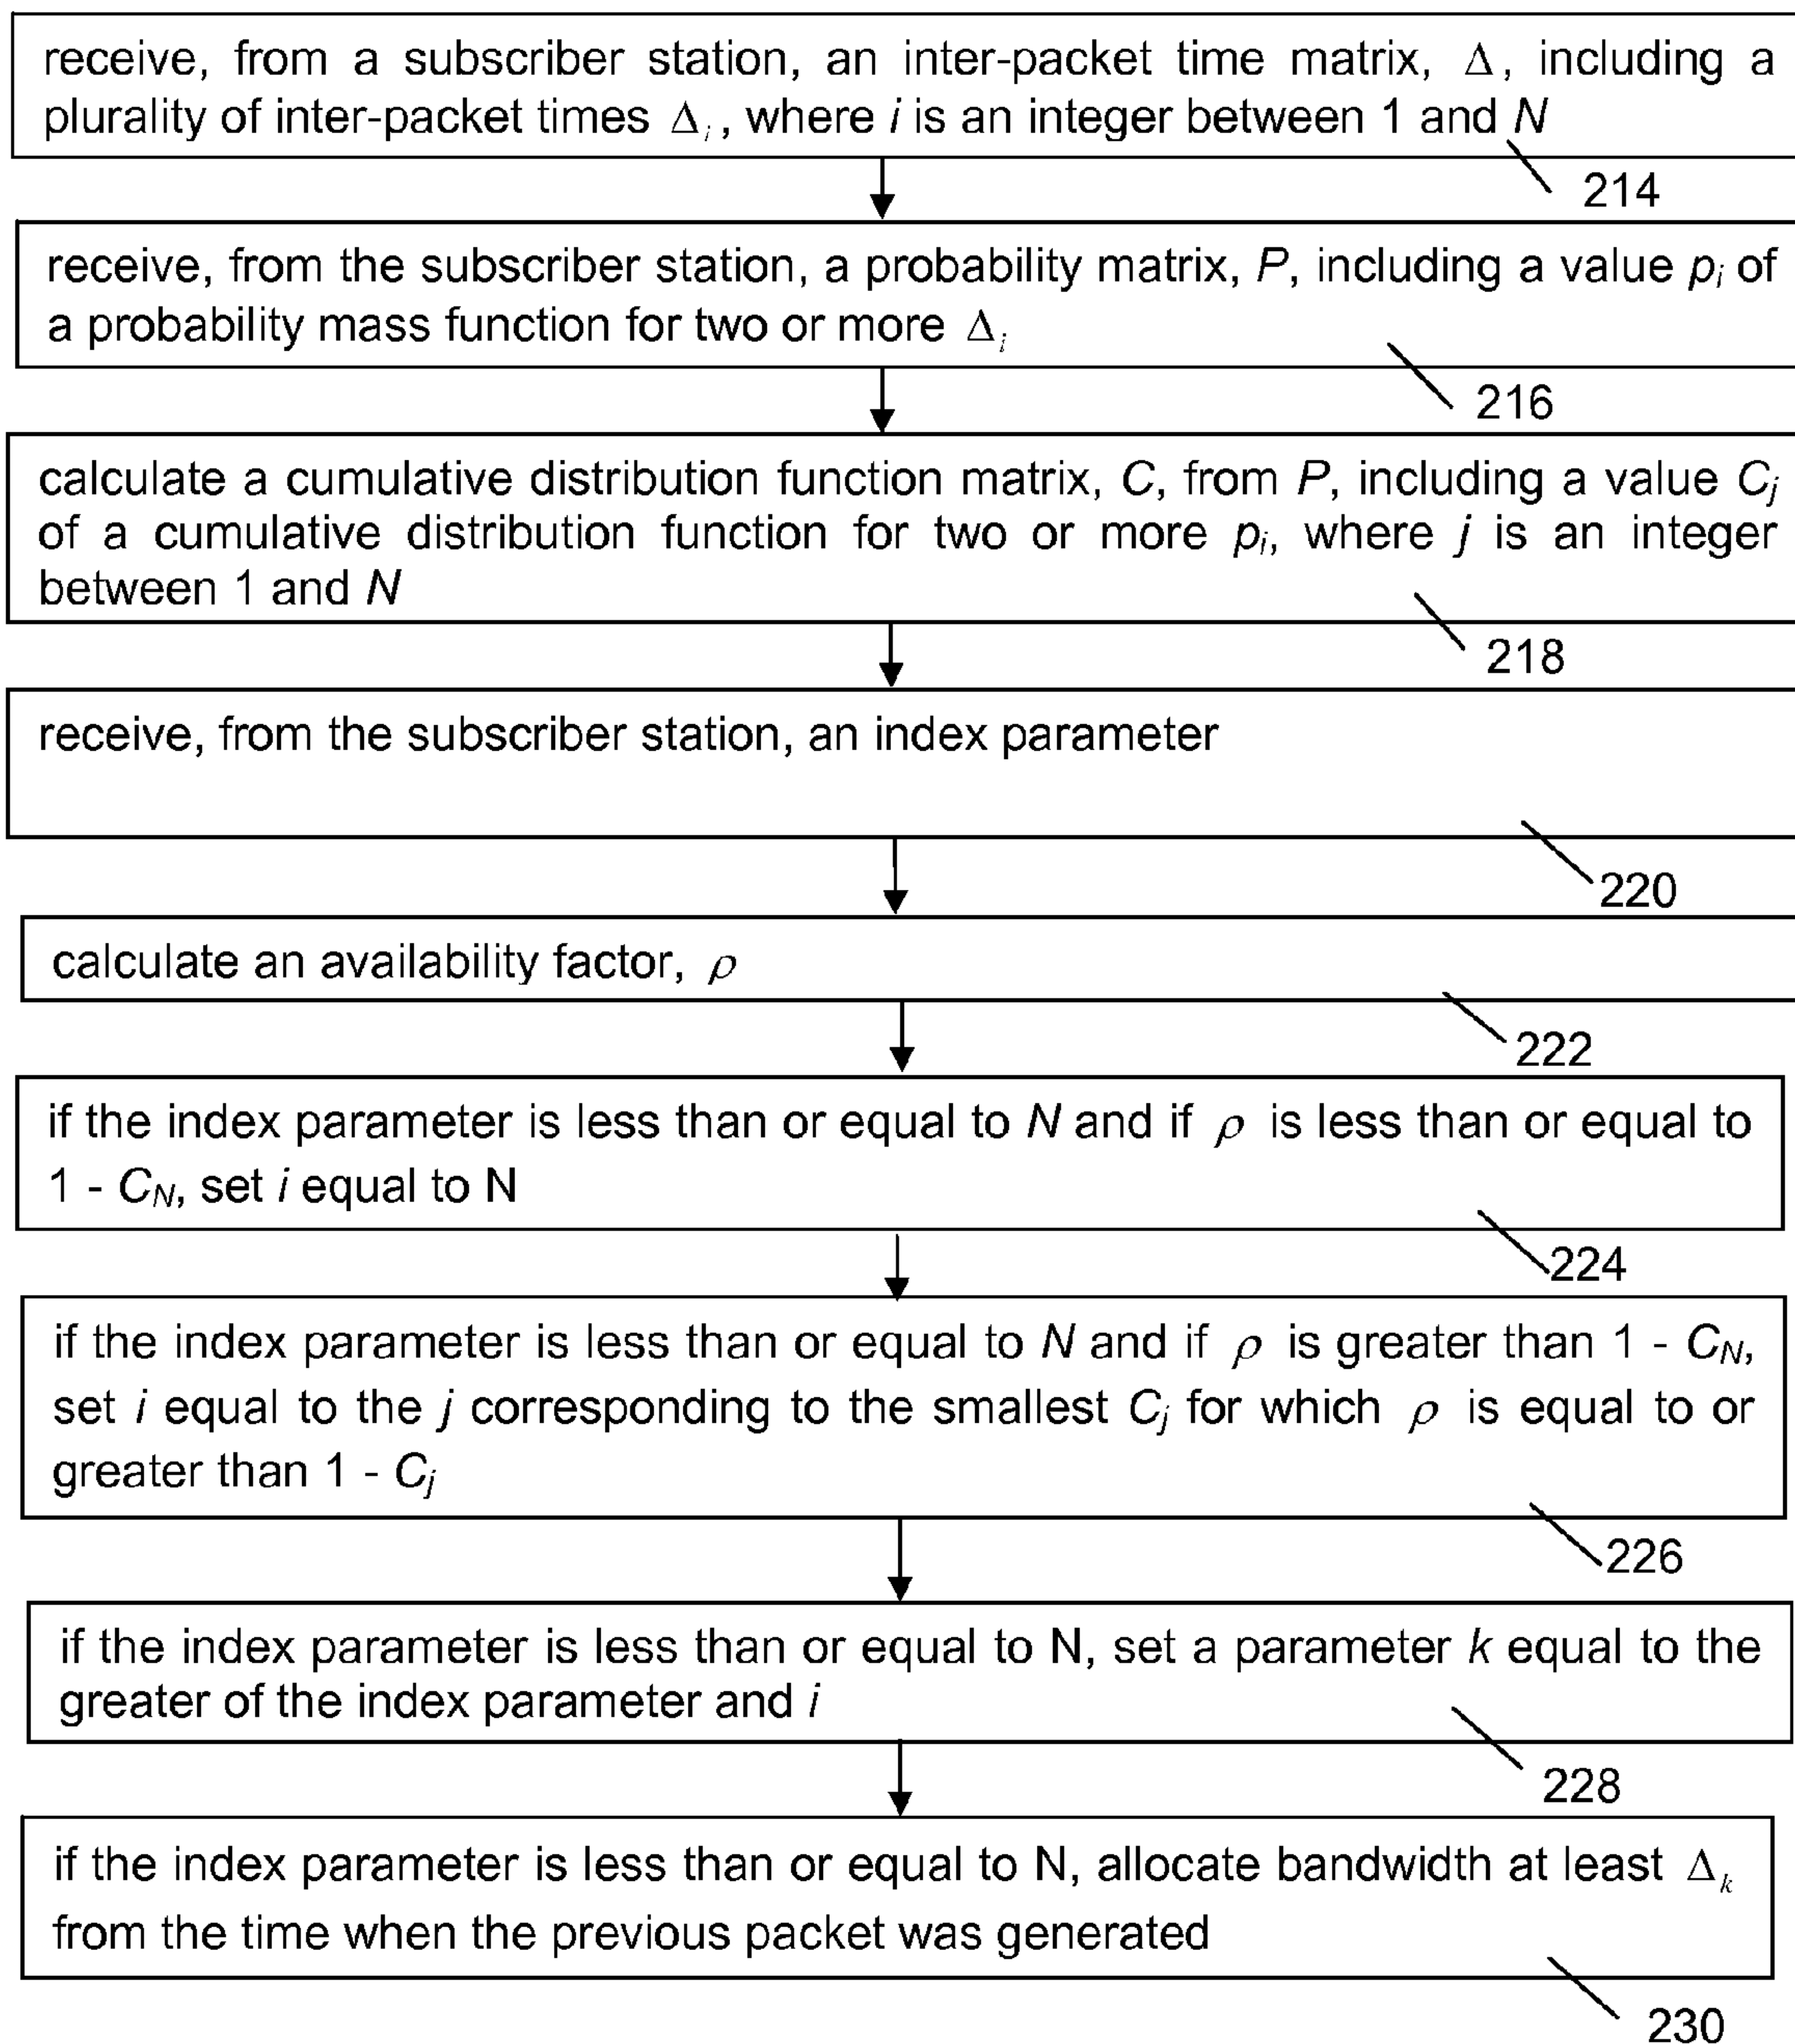 receive, from a subscriber station, an inter-packet time matrix, Δ, including a
plurality of inter-packet times Δi, where i is an integer between 1 and N
214
receive, from the subscriber station, a probability matrix, P, including a value pi of
a probability mass function for two or more Δi
216
calculate a cumulative distribution function matrix, C, from P, including a value Cj
of a cumulative distribution function for two or more pi, where j is an integer
between 1 and N
218
receive, from the subscriber station, an index parameter
220
calculate an availability factor, ρ
222
if the index parameter is less than or equal to N and if ρ is less than or equal to
1 - CN, set i equal to N
224
if the index parameter is less than or equal to N and if ρ is greater than 1 - CN,
set i equal to the j corresponding to the smallest Cj for which ρ is equal to or
greater than 1 - Cj
226
if the index parameter is less than or equal to N, set a parameter k equal to the
greater of the index parameter and i
228
if the index parameter is less than or equal to N, allocate bandwidth at least Δk
from the time when the previous packet was generated
230